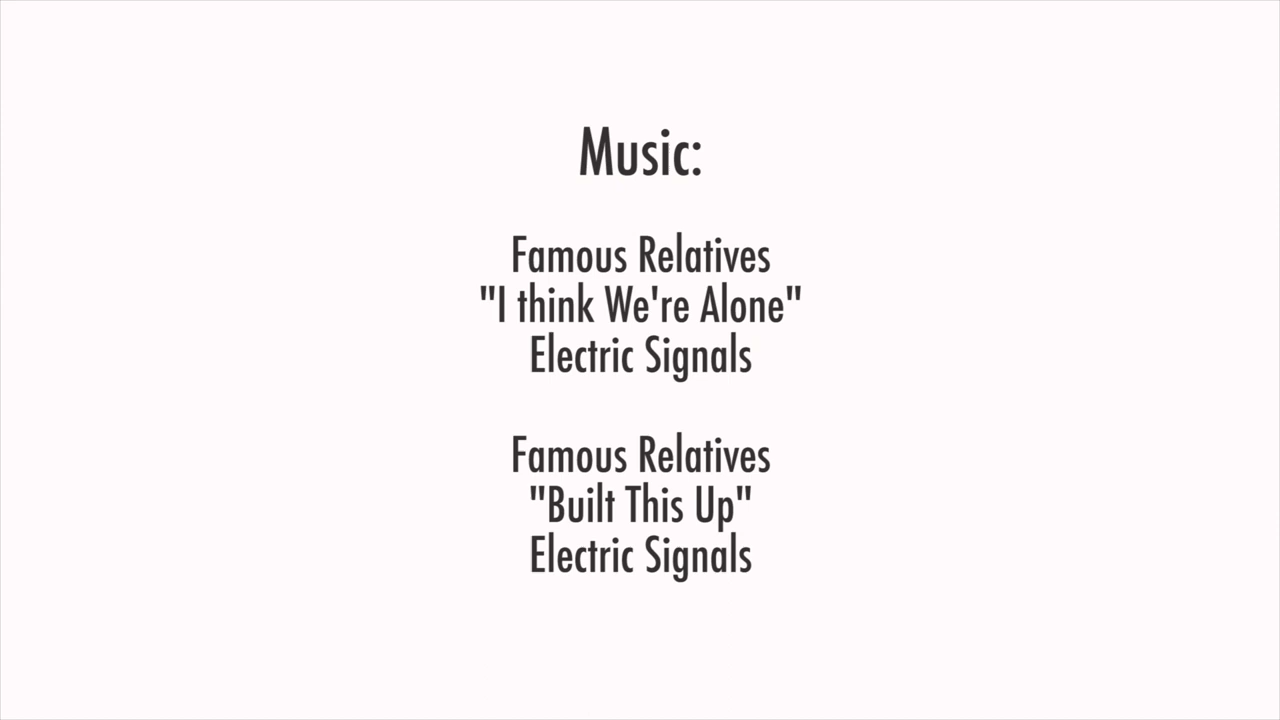 Music:
Famous Relatives
"I think We're Alone"
Electric Signals
Famous Relatives
"Built This Up"
Electric Signals